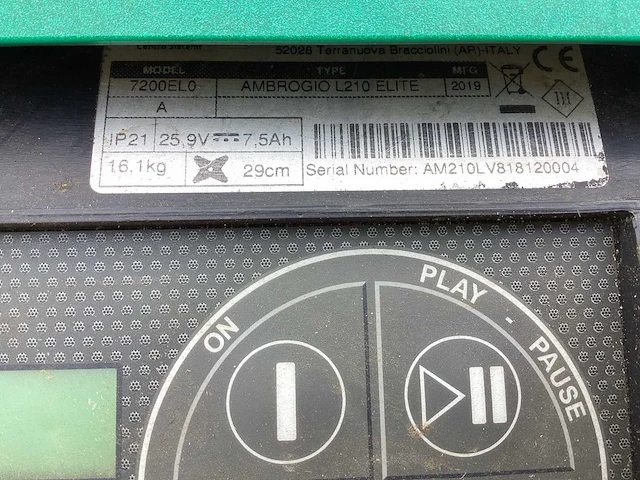 52028 Terranuova Bracciolini (AR)-ITALY
CE
MODEL TYPE MFG
7200EL0 AMBROGIO L210 ELITE 2019
A
IP21 25,9V 7,5Ah
16.1kg 29cm Serial Number: AM210LV818120004
ON
PLAY - PAUSE